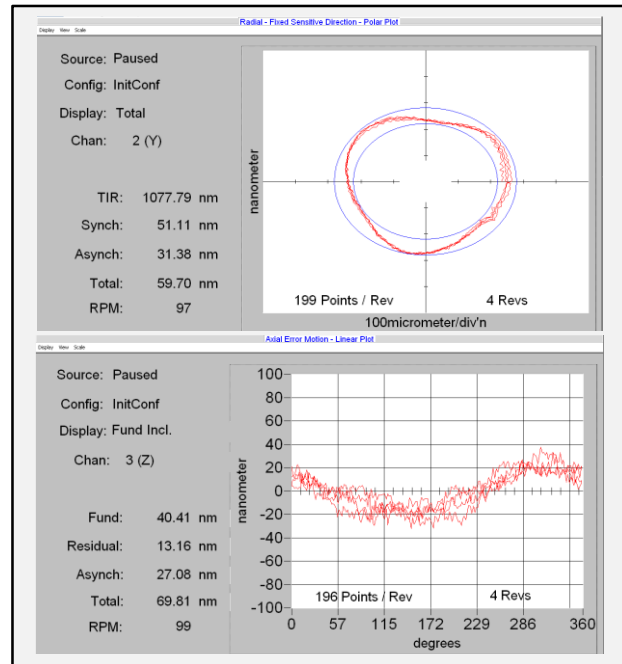 Radial - Fixed Sensitive Direction - Polar Plot
Display View Scale
Source: Paused
Config: InitConf
Display: Total
Chan: 2 (Y)
TIR: 1077.79 nm
Synch: 51.11 nm
Asynch: 31.38 nm
Total: 59.70 nm
RPM: 97
nanometer
199 Points / Rev 4 Revs
100micrometer/div'n
Axial Error Motion - Linear Plot
Display View Scale
Source: Paused
Config: InitConf
Display: Fund Incl.
Chan: 3 (Z)
Fund: 40.41 nm
Residual: 13.16 nm
Asynch: 27.08 nm
Total: 69.81 nm
RPM: 99
nanometer
100
80
60
40
20
0
-20
-40
-60
-80
-100
196 Points / Rev 4 Revs
0 57 115 172 229 286 360
degrees